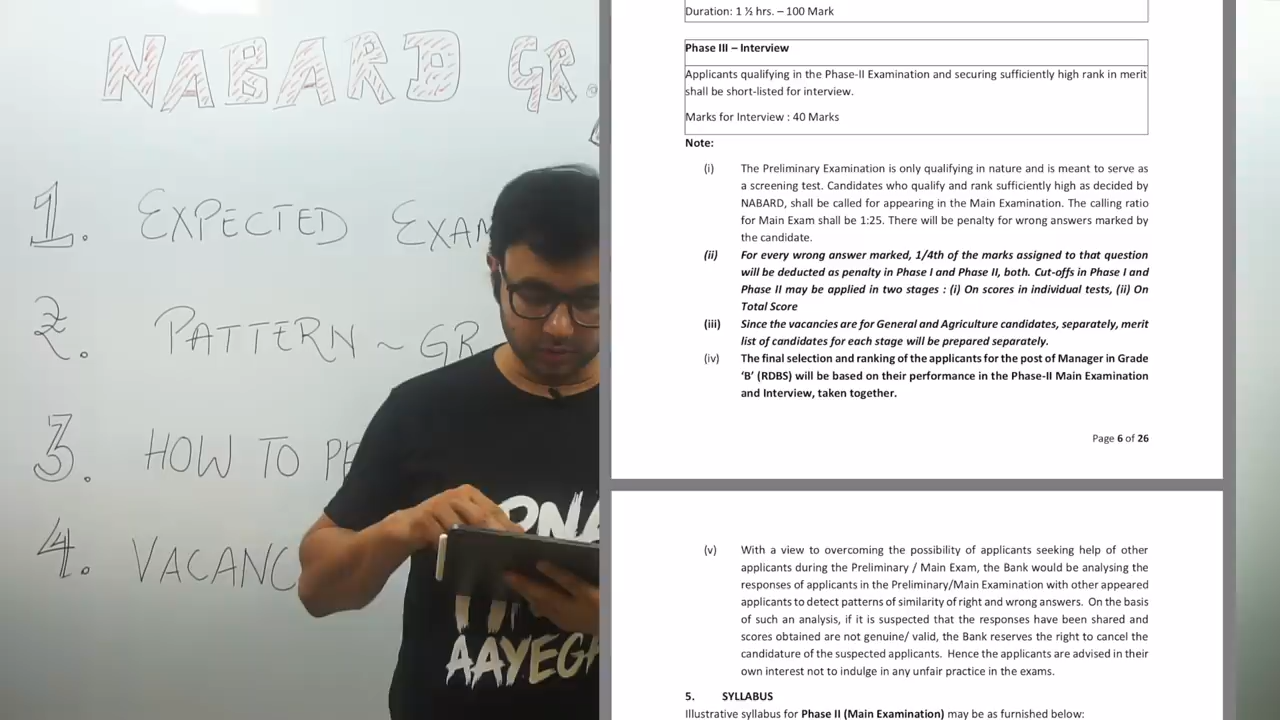 NABARD GR.
1. EXPECTED EXAM
2. PATTERN ~ GR
3. HOW TO
4. VACANC
AAYEGA
Duration: 1 ½ hrs. – 100 Mark
Phase III – Interview
Applicants qualifying in the Phase-II Examination and securing sufficiently high rank in merit
shall be short-listed for interview.
Marks for Interview : 40 Marks
Note:
(i) The Preliminary Examination is only qualifying in nature and is meant to serve as
a screening test. Candidates who qualify and rank sufficiently high as decided by
NABARD, shall be called for appearing in the Main Examination. The calling ratio
for Main Exam shall be 1:25. There will be penalty for wrong answers marked by
the candidate.
(ii) For every wrong answer marked, 1/4th of the marks assigned to that question
will be deducted as penalty in Phase I and Phase II, both. Cut-offs in Phase I and
Phase II may be applied in two stages : (i) On scores in individual tests, (ii) On
Total Score
(iii) Since the vacancies are for General and Agriculture candidates, separately, merit
list of candidates for each stage will be prepared separately.
(iv) The final selection and ranking of the applicants for the post of Manager in Grade
‘B’ (RDBS) will be based on their performance in the Phase-II Main Examination
and Interview, taken together.
Page 6 of 26
(v) With a view to overcoming the possibility of applicants seeking help of other
applicants during the Preliminary / Main Exam, the Bank would be analysing the
responses of applicants in the Preliminary/Main Examination with other appeared
applicants to detect patterns of similarity of right and wrong answers. On the basis
of such an analysis, if it is suspected that the responses have been shared and
scores obtained are not genuine/ valid, the Bank reserves the right to cancel the
candidature of the suspected applicants. Hence the applicants are advised in their
own interest not to indulge in any unfair practice in the exams.
5. SYLLABUS
Illustrative syllabus for Phase II (Main Examination) may be as furnished below: